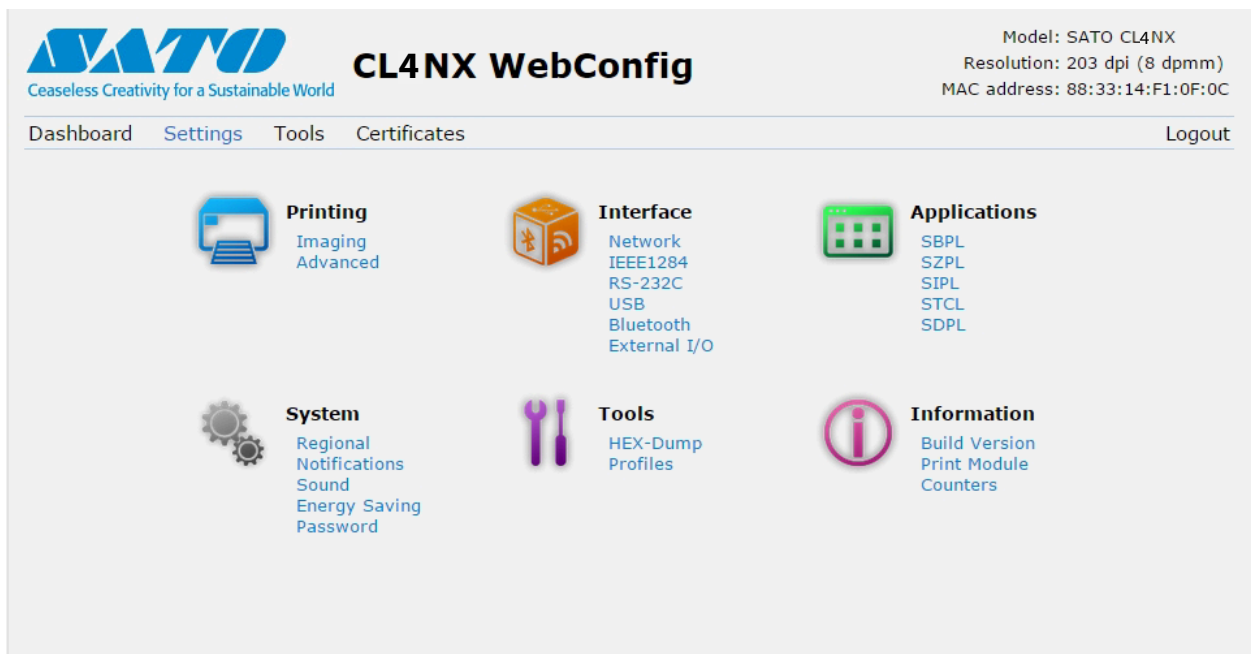 SATO
Ceaseless Creativity for a Sustainable World
CL4NX WebConfig
Model: SATO CL4NX
Resolution: 203 dpi (8 dpmm)
MAC address: 88:33:14:F1:0F:0C
Dashboard Settings Tools Certificates Logout
Printing
Imaging
Advanced
Interface
Network
IEEE1284
RS-232C
USB
Bluetooth
External I/O
Applications
SBPL
SZPL
SIPL
STCL
SDPL
System
Regional
Notifications
Sound
Energy Saving
Password
Tools
HEX-Dump
Profiles
Information
Build Version
Print Module
Counters